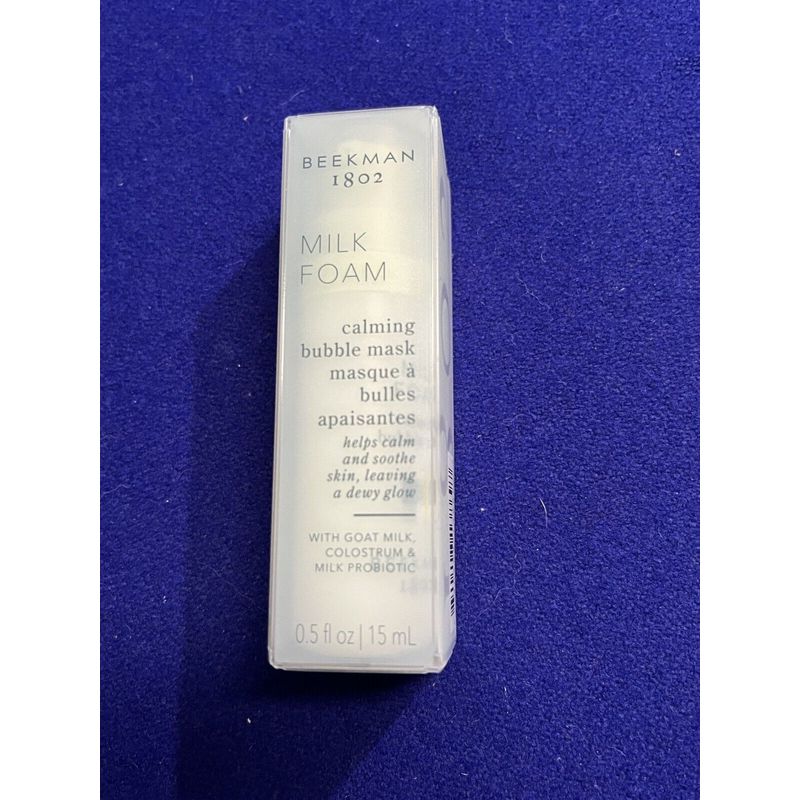 BEEKMAN
1802
MILK
FOAM
calming
bubble mask
masque à
bulles
apaisantes
helps calm
and soothe
skin, leaving
a dewy glow
WITH GOAT MILK,
COLOSTRUM &
MILK PROBIOTIC
0.5 fl oz | 15 mL